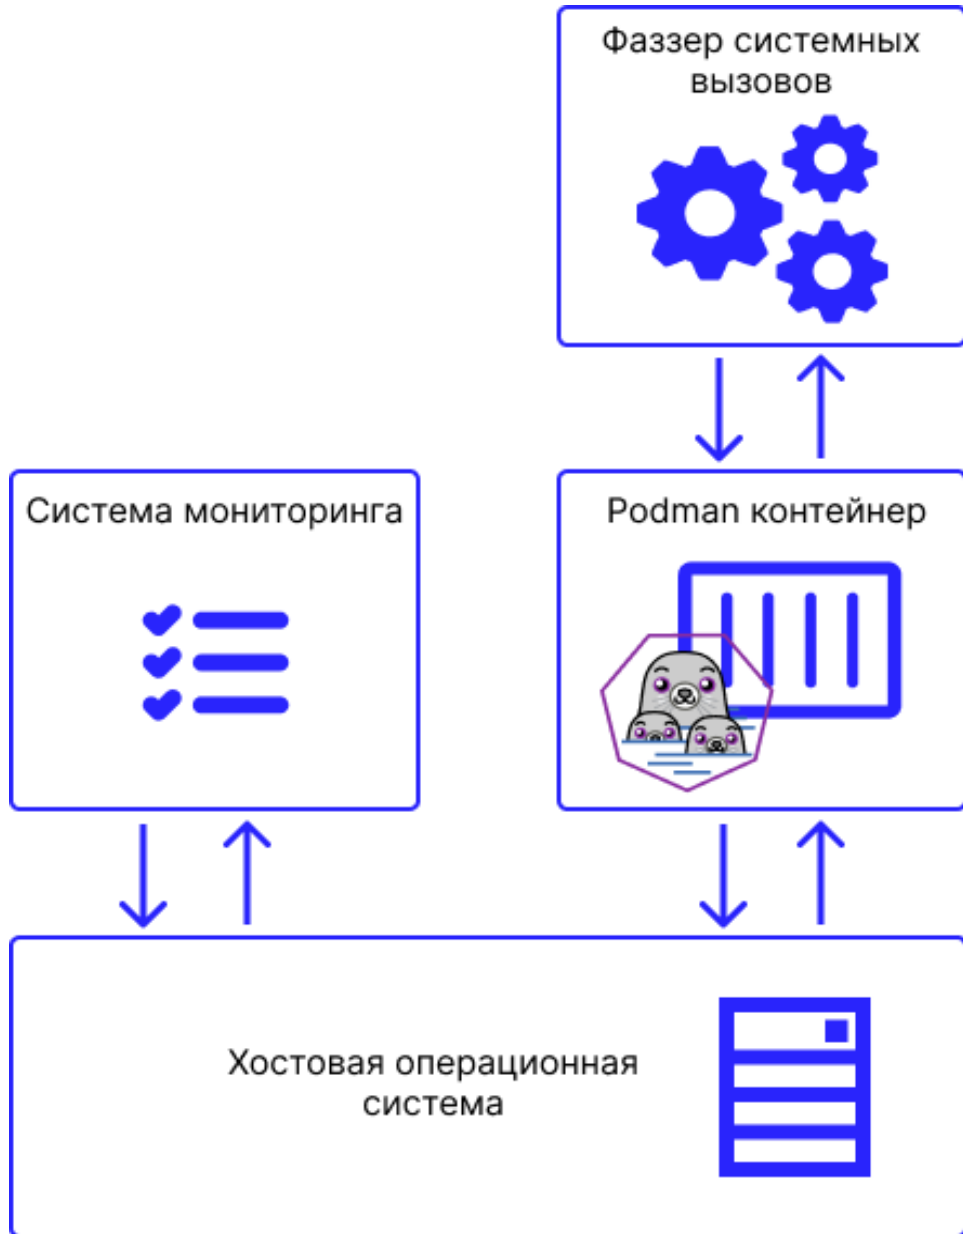 Фаззер системных
вызовов
Система мониторинга
Podman контейнер
Хостовая операционная
система